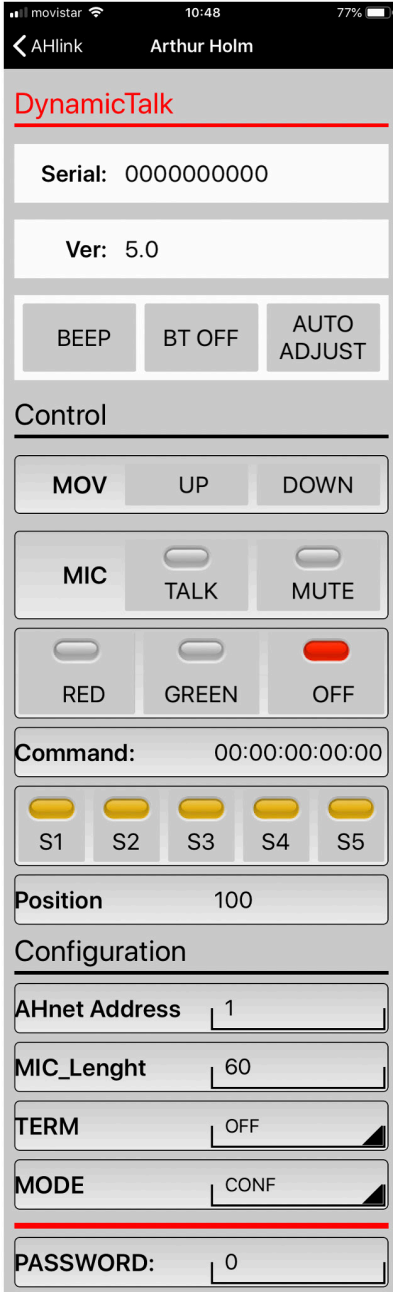 movistar 10:48 77%
AHlink Arthur Holm
DynamicTalk
Serial: 0000000000
Ver: 5.0
BEEP BT OFF AUTO ADJUST
Control
MOV UP DOWN
MIC TALK MUTE
RED GREEN OFF
Command: 00:00:00:00:00
S1 S2 S3 S4 S5
Position 100
Configuration
AHnet Address 1
MIC_Lenght 60
TERM OFF
MODE CONF
PASSWORD: 0